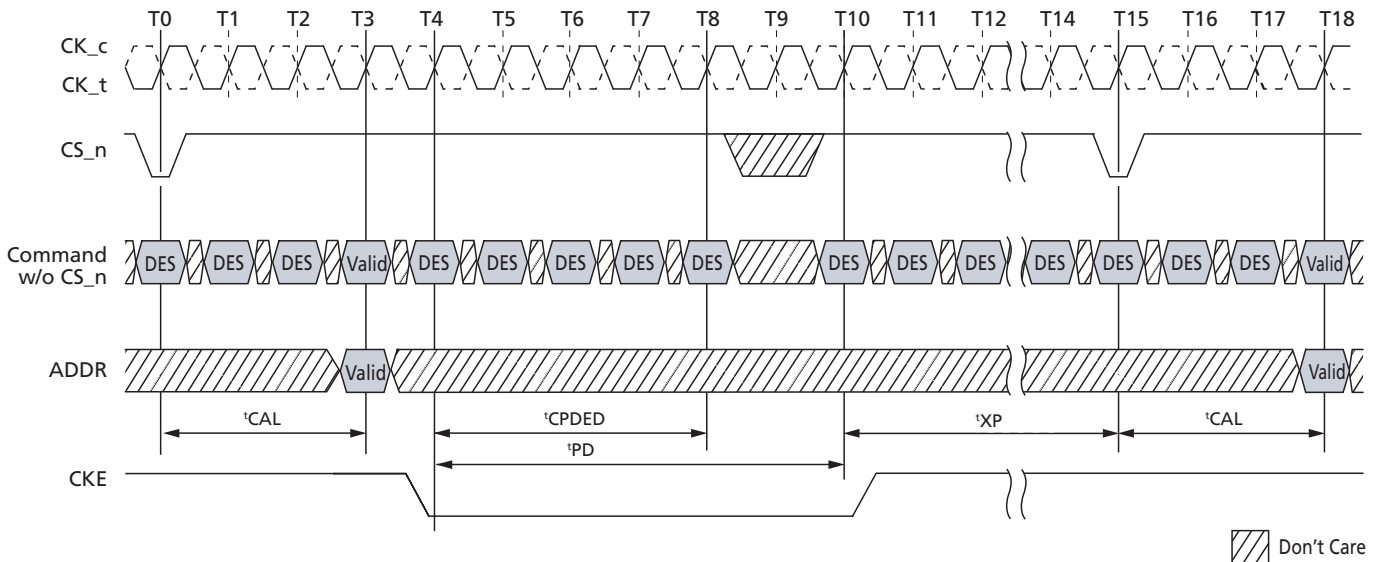 T0 T1 T2 T3 T4 T5 T6 T7 T8 T9 T10 T11 T12 T14 T15 T16 T17 T18
CK_c
CK_t
CS_n
Command
w/o CS_n
DES DES DES Valid DES DES DES DES DES DES DES DES DES DES DES DES Valid
ADDR
Valid Valid
tCAL tCPDED tXP tCAL
tPD
CKE
Don't Care